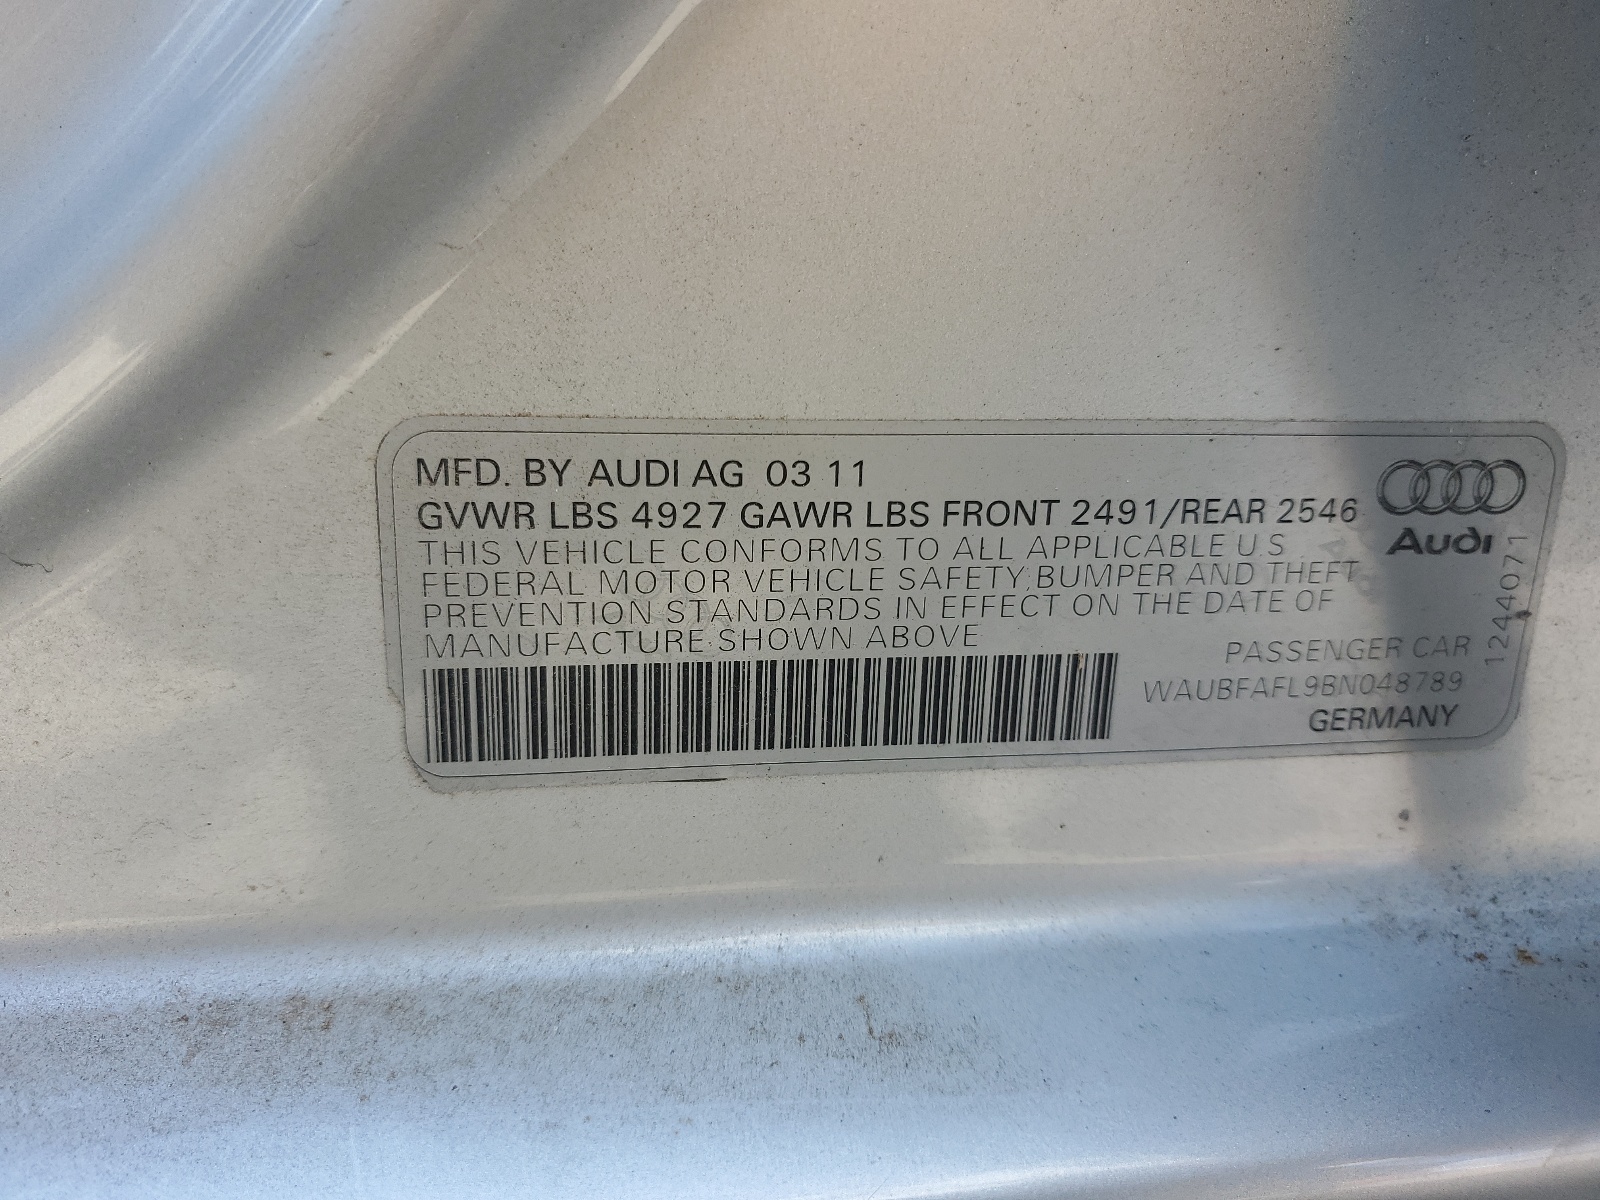 MFD. BY AUDI AG 03 11
GVWR LBS 4927 GAWR LBS FRONT 2491/REAR 2546
THIS VEHICLE CONFORMS TO ALL APPLICABLE U.S
FEDERAL MOTOR VEHICLE SAFETY, BUMPER AND THEFT
PREVENTION STANDARDS IN EFFECT ON THE DATE OF
MANUFACTURE SHOWN ABOVE
Audi
1244071
PASSENGER CAR
WAUBFAFL9BN048789
GERMANY